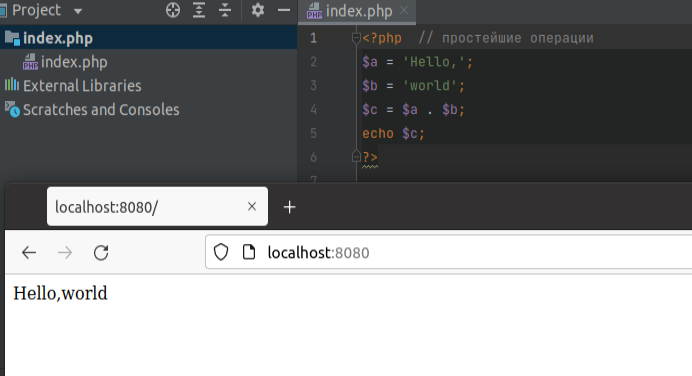 Project
index.php
index.php
index.php
External Libraries
Scratches and Consoles
1 <?php // простейшие операции
2 $a = 'Hello,';
3 $b = 'world';
4 $c = $a . $b;
5 echo $c;
6 ?>
7
localhost:8080/
localhost:8080
Hello,world